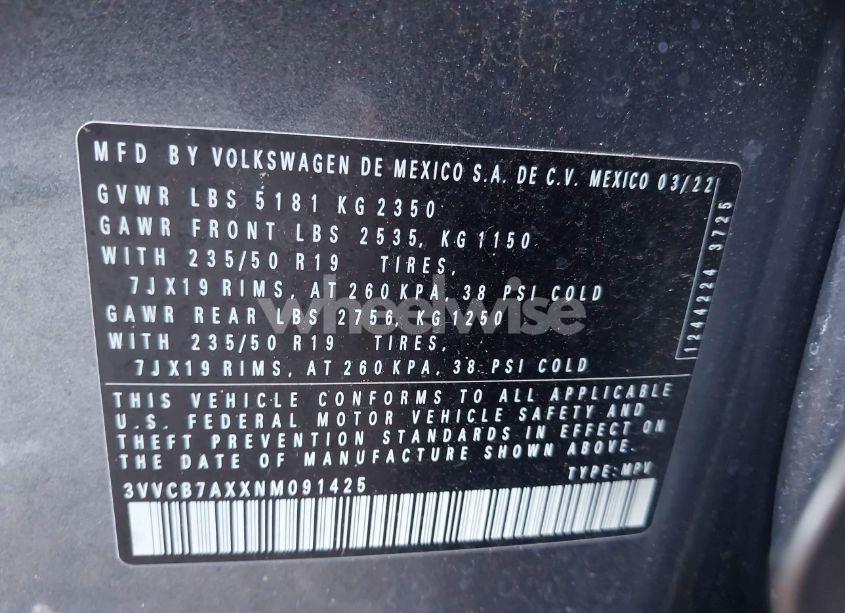 MFD BY VOLKSWAGEN DE MEXICO S.A. DE C.V. MEXICO 03/22
GVWR LBS 5181 KG 2350
GAWR FRONT LBS 2535, KG 1150
WITH 235/50 R19 TIRES,
7JX19 RIMS, AT 260 KPA, 38 PSI COLD
GAWR REAR LBS 2756, KG 1250
WITH 235/50 R19 TIRES,
7JX19 RIMS, AT 260 KPA, 38 PSI COLD
1244224 3725
THIS VEHICLE CONFORMS TO ALL APPLICABLE
U.S. FEDERAL MOTOR VEHICLE SAFETY AND
THEFT PREVENTION STANDARDS IN EFFECT ON
THE DATE OF MANUFACTURE SHOWN ABOVE.
3VVCB7AXXNM091425
TYPE: MPV
wheelwise